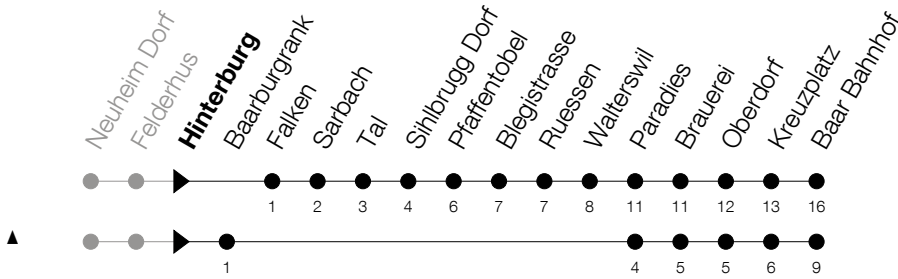 Neuheim Dorf
Felderhus
Hinterburg
Baarburgrank
Falken
Sarbach
Tal
Sihlbrugg Dorf
Pfaffentobel
Blegistrasse
Ruessen
Walterswil
Paradies
Brauerei
Oberdorf
Kreuzplatz
Baar Bahnhof
1 2 3 4 6 7 7 8 11 11 12 13 16
1 4 5 5 6 9